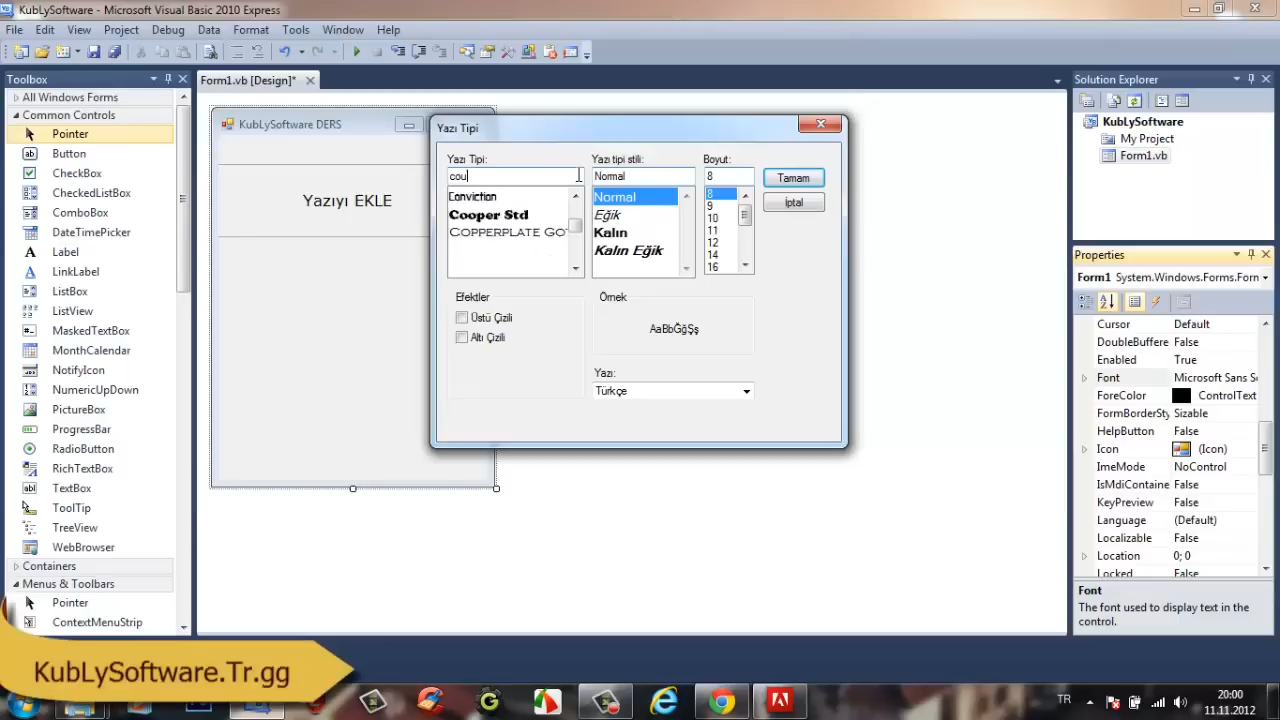 KubLySoftware - Microsoft Visual Basic 2010 Express
File Edit View Project Debug Data Format Tools Window Help
Toolbox
All Windows Forms
Common Controls
Pointer
Button
CheckBox
CheckedListBox
ComboBox
DateTimePicker
Label
LinkLabel
ListBox
ListView
MaskedTextBox
MonthCalendar
NotifyIcon
NumericUpDown
PictureBox
ProgressBar
RadioButton
RichTextBox
TextBox
ToolTip
TreeView
WebBrowser
Containers
Menus & Toolbars
Pointer
ContextMenuStrip
Form1.vb [Design]*
KubLySoftware DERS
Yazıyı EKLE
Yazı Tipi
Yazı Tipi:
cou
Conviction
Cooper Std
COPPERPLATE GO
Yazı tipi stili:
Normal
Normal
Eğik
Kalın
Kalın Eğik
Boyut:
8
8
9
10
11
12
14
16
Tamam
İptal
Efektler
Üstü Çizili
Altı Çizili
Örnek
AaBbĞğŞş
Yazı:
Türkçe
Solution Explorer
KubLySoftware
My Project
Form1.vb
Properties
Form1 System.Windows.Forms.Form
Cursor Default
DoubleBuffere False
Enabled True
Font Microsoft Sans S
ForeColor ControlText
FormBorderSty Sizable
HelpButton False
Icon (Icon)
ImeMode NoControl
IsMdiContaine False
KeyPreview False
Language (Default)
Localizable False
Location 0; 0
Locked False
Font
The font used to display text in the
control.
KubLySoftware.Tr.gg
TR
20:00
11.11.2012